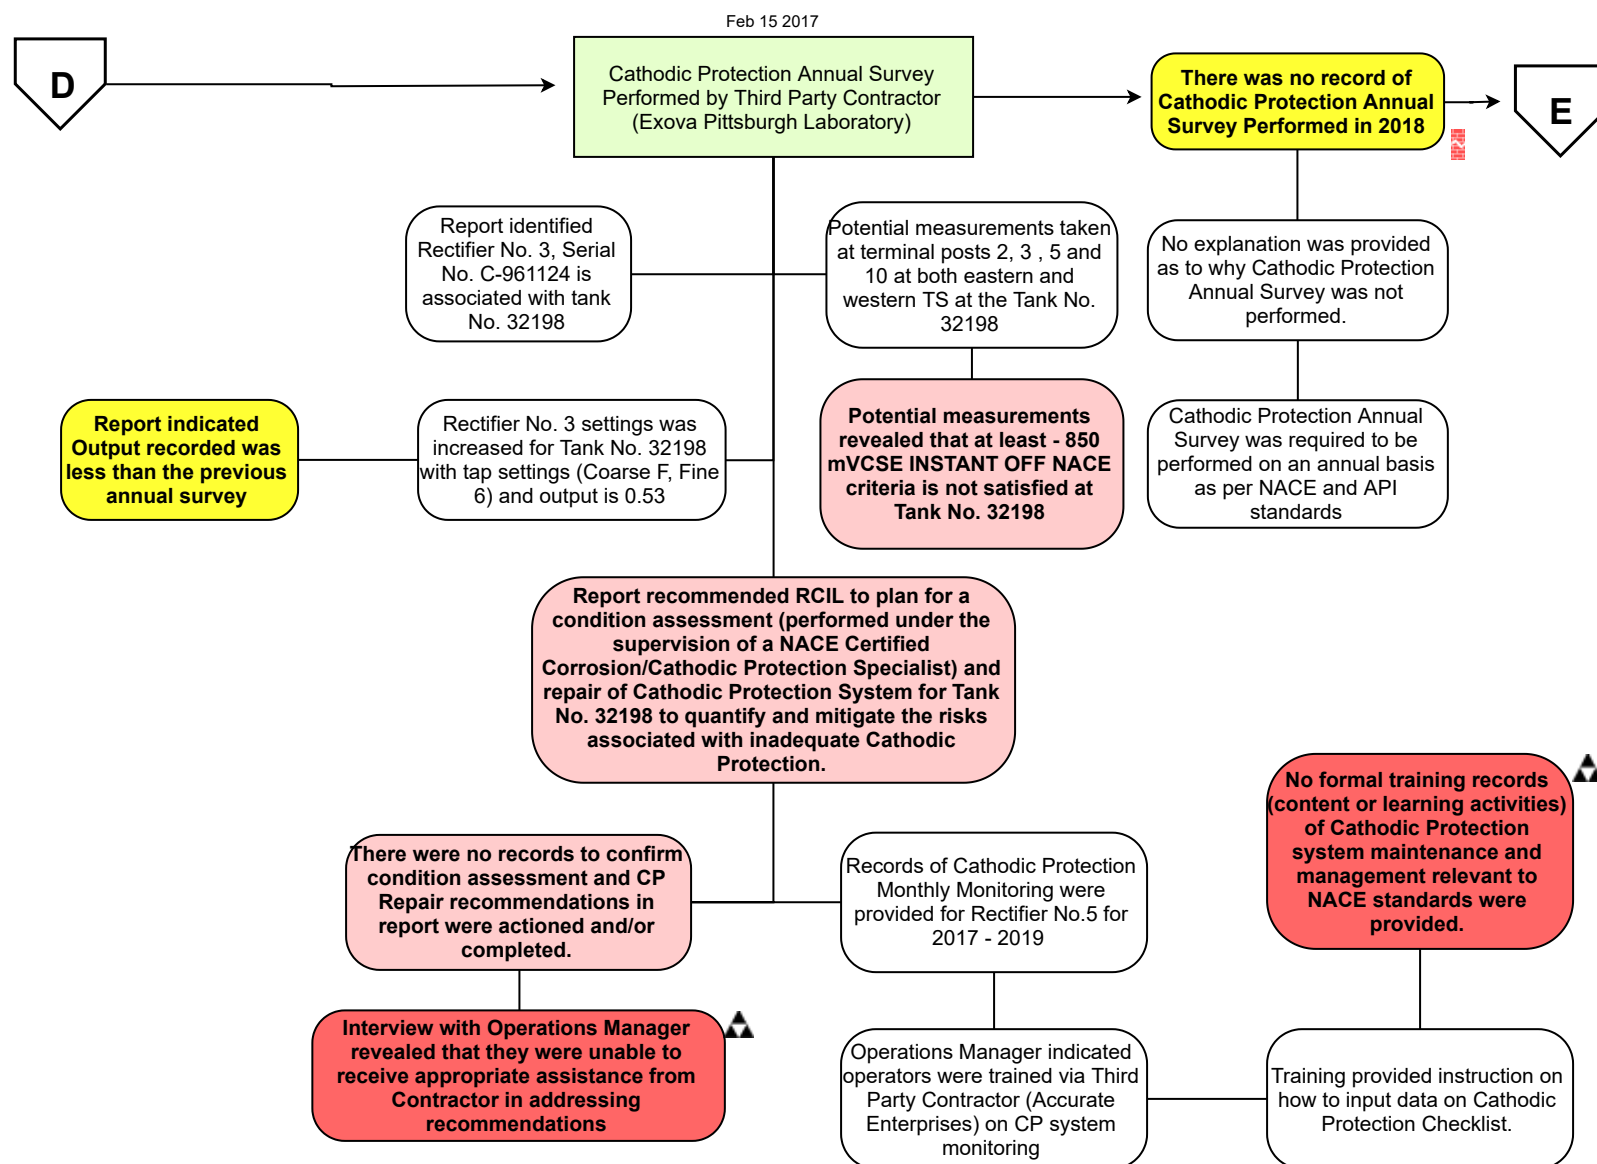 Feb 15 2017
D
Cathodic Protection Annual Survey
Performed by Third Party Contractor
(Exova Pittsburgh Laboratory)
There was no record of
Cathodic Protection Annual
Survey Performed in 2018
E
Report identified
Rectifier No. 3, Serial
No. C-961124 is
associated with tank
No. 32198
Potential measurements taken
at terminal posts 2, 3 , 5 and
10 at both eastern and
western TS at the Tank No.
32198
No explanation was provided
as to why Cathodic Protection
Annual Survey was not
performed.
Report indicated
Output recorded was
less than the previous
annual survey
Rectifier No. 3 settings was
increased for Tank No. 32198
with tap settings (Coarse F, Fine
6) and output is 0.53
Potential measurements
revealed that at least - 850
mVCSE INSTANT OFF NACE
criteria is not satisfied at
Tank No. 32198
Cathodic Protection Annual
Survey was required to be
performed on an annual basis
as per NACE and API
standards
Report recommended RCIL to plan for a
condition assessment (performed under the
supervision of a NACE Certified
Corrosion/Cathodic Protection Specialist) and
repair of Cathodic Protection System for Tank
No. 32198 to quantify and mitigate the risks
associated with inadequate Cathodic
Protection.
There were no records to confirm
condition assessment and CP
Repair recommendations in
report were actioned and/or
completed.
Records of Cathodic Protection
Monthly Monitoring were
provided for Rectifier No.5 for
2017 - 2019
No formal training records
(content or learning activities)
of Cathodic Protection
system maintenance and
management relevant to
NACE standards were
provided.
Interview with Operations Manager
revealed that they were unable to
receive appropriate assistance from
Contractor in addressing
recommendations
Operations Manager indicated
operators were trained via Third
Party Contractor (Accurate
Enterprises) on CP system
monitoring
Training provided instruction on
how to input data on Cathodic
Protection Checklist.